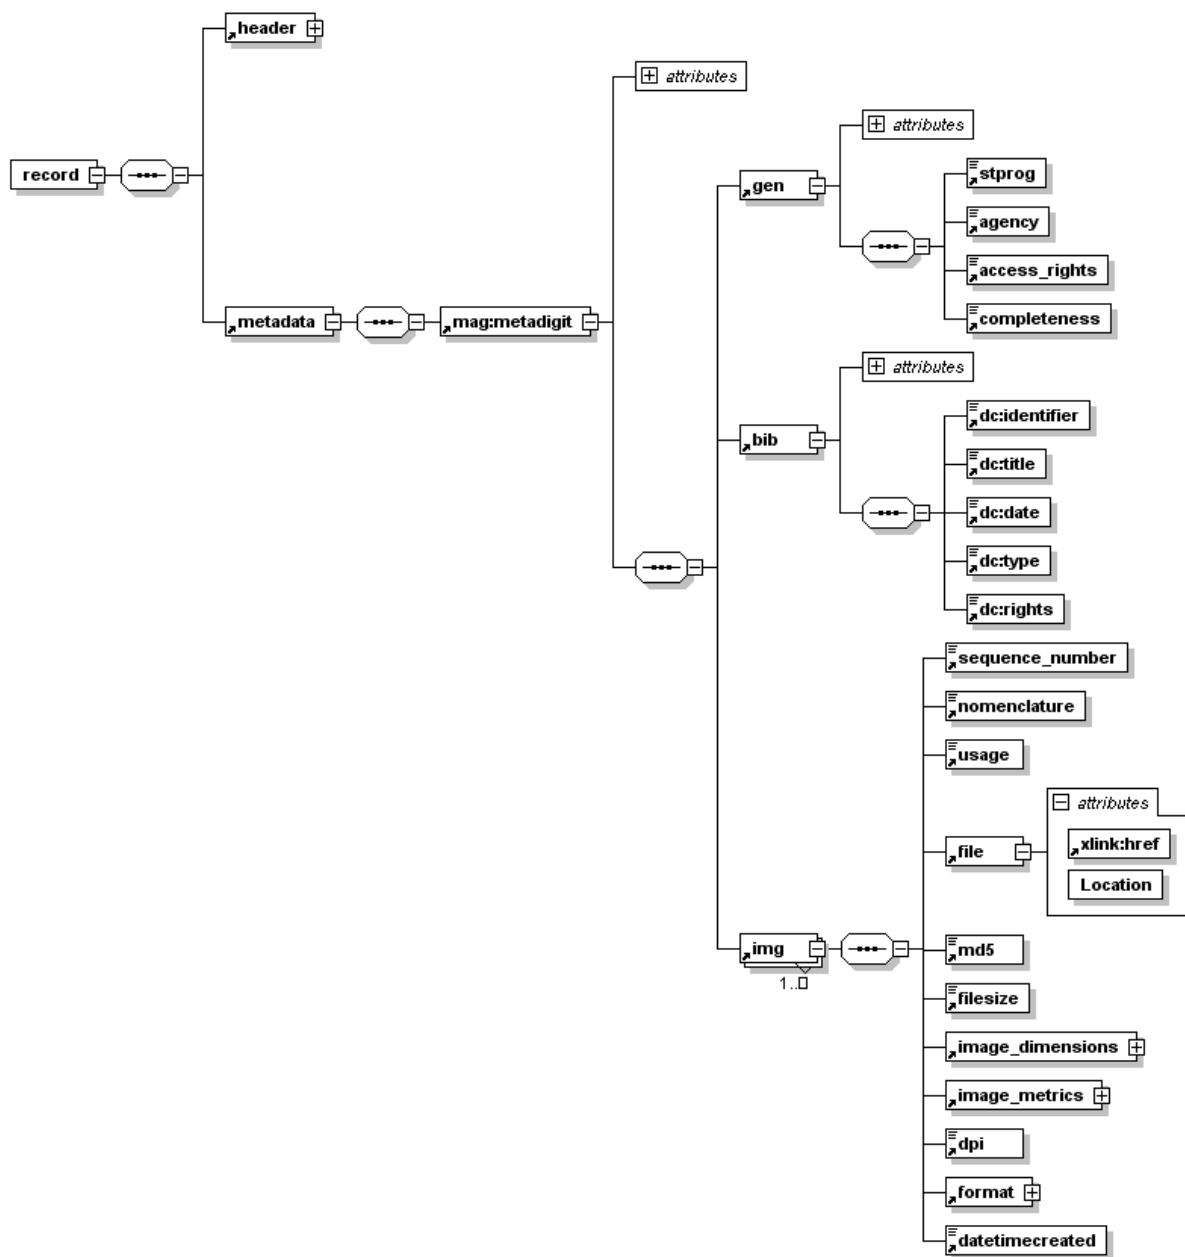 header
attributes
attributes
stprog
record
gen
agency
access_rights
metadata
mag:metadigit
completeness
attributes
dc:identifier
bib
dc:title
dc:date
dc:type
dc:rights
sequence_number
nomenclature
usage
attributes
xlink:href
file
Location
img
md5
1..
filesize
image_dimensions
image_metrics
dpi
format
datetimecreated